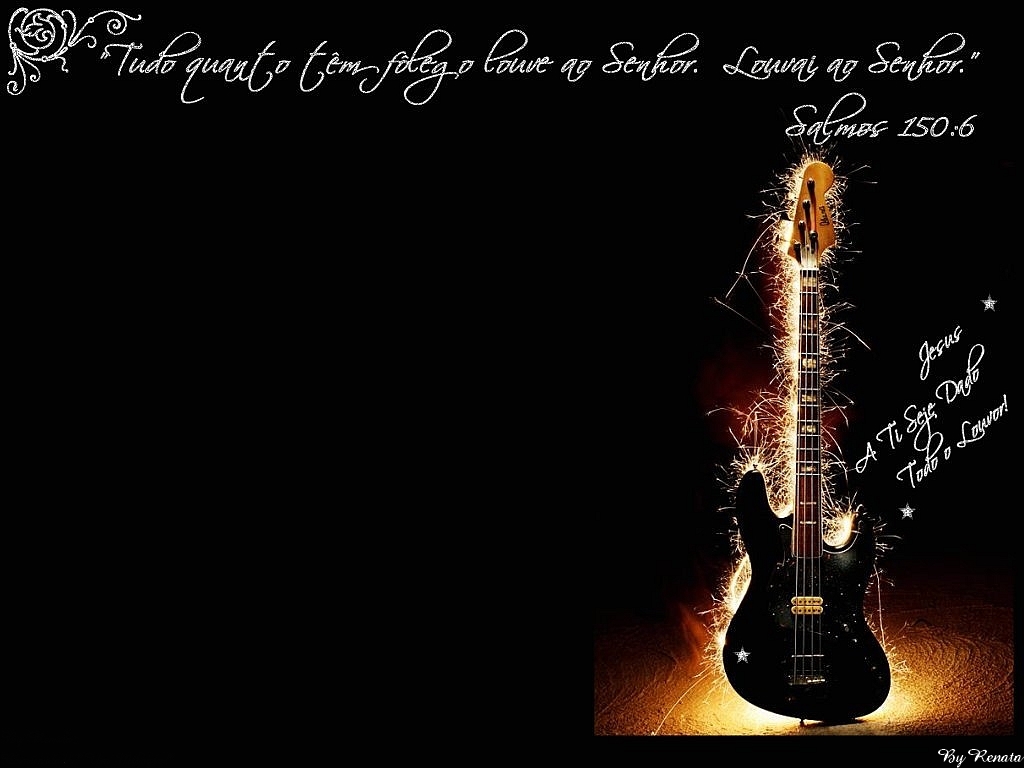 "Tudo quanto têm fôlego louve ao Senhor. Louvai ao Senhor."
Salmos 150:6
Jesus
A Ti Seje Dado
Todo o Louvor!
By Renata